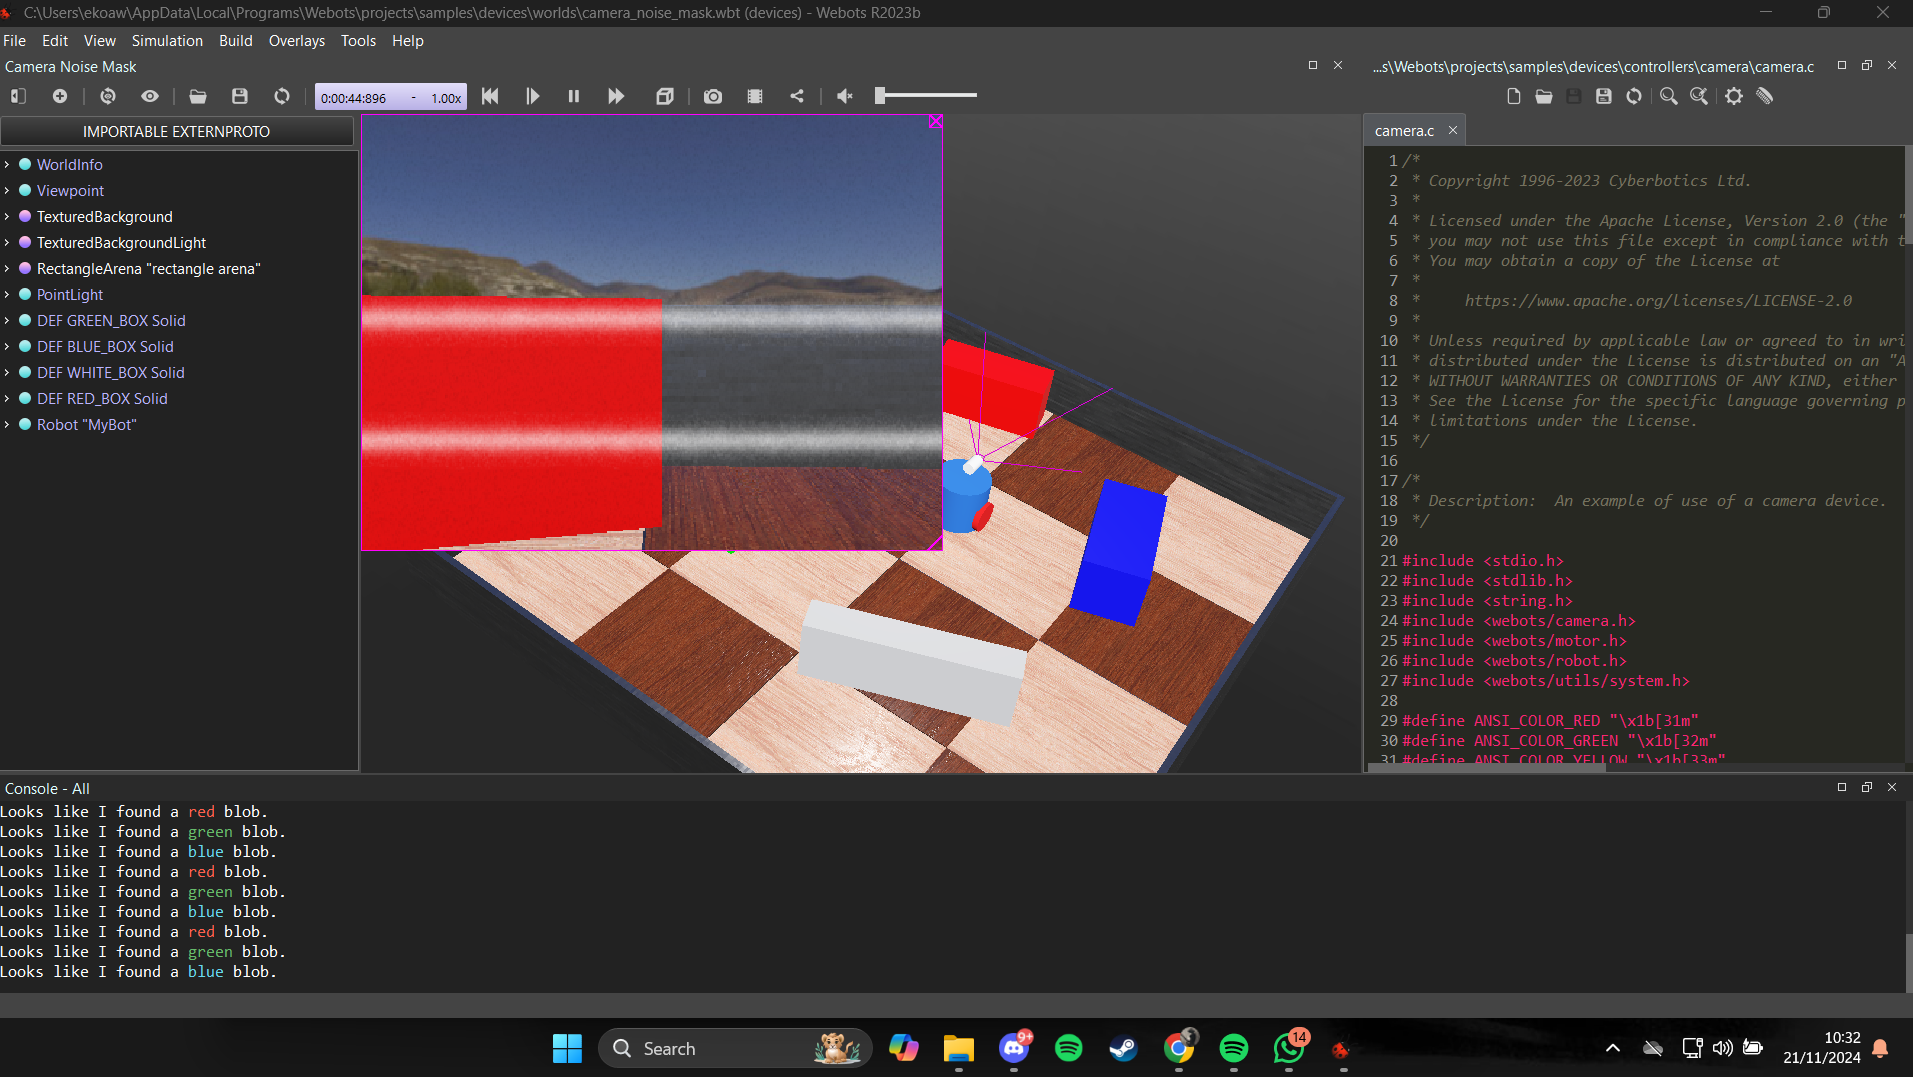 C:\Users\ekoaw\AppData\Local\Programs\Webots\projects\samples\devices\worlds\camera_noise_mask.wbt (devices) - Webots R2023b
File Edit View Simulation Build Overlays Tools Help
Camera Noise Mask
...s\Webots\projects\samples\devices\controllers\camera\camera.c
0:00:44:896 - 1.00x
IMPORTABLE EXTERNPROTO
WorldInfo
Viewpoint
TexturedBackground
TexturedBackgroundLight
RectangleArena "rectangle arena"
PointLight
DEF GREEN_BOX Solid
DEF BLUE_BOX Solid
DEF WHITE_BOX Solid
DEF RED_BOX Solid
Robot "MyBot"
camera.c
1 /*
2 * Copyright 1996-2023 Cyberbotics Ltd.
3 *
4 * Licensed under the Apache License, Version 2.0 (the "
5 * you may not use this file except in compliance with t
6 * You may obtain a copy of the License at
7 *
8 * https://www.apache.org/licenses/LICENSE-2.0
9 *
10 * Unless required by applicable law or agreed to in wri
11 * distributed under the License is distributed on an "A
12 * WITHOUT WARRANTIES OR CONDITIONS OF ANY KIND, either
13 * See the License for the specific language governing p
14 * limitations under the License.
15 */
16
17 /*
18 * Description: An example of use of a camera device.
19 */
20
21 #include <stdio.h>
22 #include <stdlib.h>
23 #include <string.h>
24 #include <webots/camera.h>
25 #include <webots/motor.h>
26 #include <webots/robot.h>
27 #include <webots/utils/system.h>
28
29 #define ANSI_COLOR_RED "\x1b[31m"
30 #define ANSI_COLOR_GREEN "\x1b[32m"
31 #define ANSI_COLOR_YELLOW "\x1b[33m"
Console - All
Looks like I found a red blob.
Looks like I found a green blob.
Looks like I found a blue blob.
Looks like I found a red blob.
Looks like I found a green blob.
Looks like I found a blue blob.
Looks like I found a red blob.
Looks like I found a green blob.
Looks like I found a blue blob.
Search
9+
14
10:32
21/11/2024